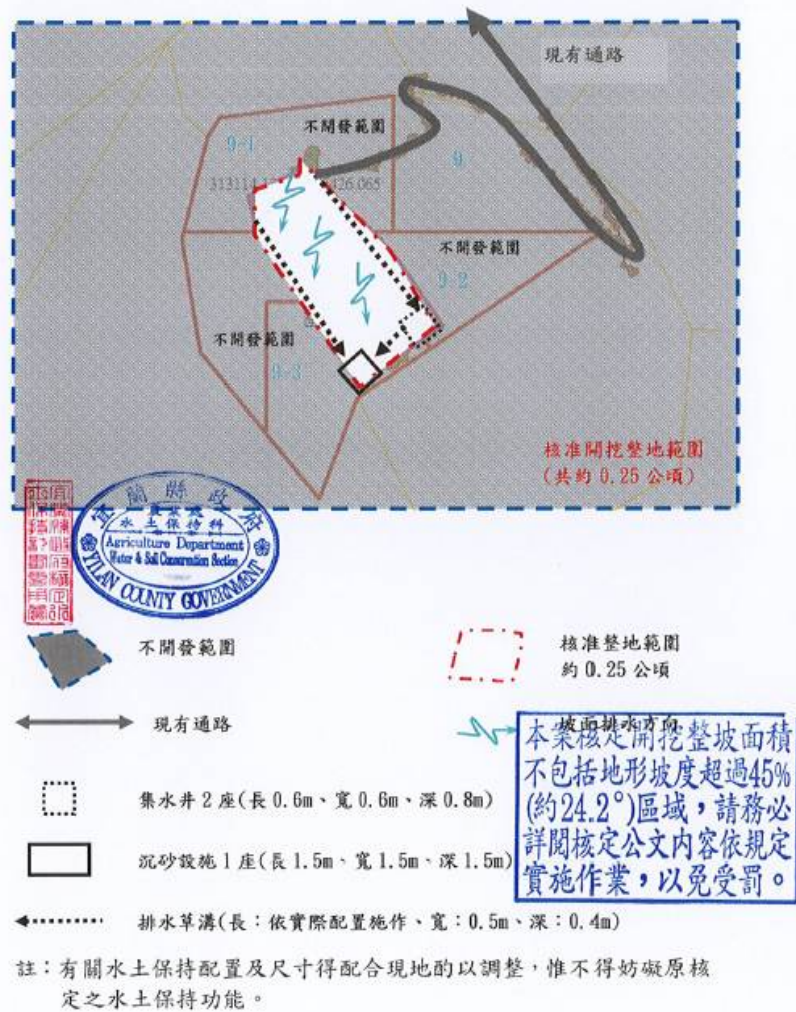 現有通路
不開發範圍
9-1
9
313114.
426.065
不開發範圍
9-2
不開發範圍
9-3
核准開挖整地範圍
(共約 0.25 公頃)
宜蘭縣政府
農業處
水土保持科
Agriculture Department
Water & Soil Conservation Section
YILAN COUNTY GOVERNMENT
不開發範圍
核准整地範圍
約 0.25 公頃
現有通路
坡面排水方向
本案核定開挖整坡面積
不包括地形坡度超過45%
(約24.2°)區域，請務必
詳閱核定公文內容依規定
實施作業，以免受罰。
集水井 2 座(長 0.6m、寬 0.6m、深 0.8m)
沉砂設施 1 座(長 1.5m、寬 1.5m、深 1.5m)
排水草溝(長：依實際配置施作、寬：0.5m、深：0.4m)
註：有關水土保持配置及尺寸得配合現地酌以調整，惟不得妨礙原核
定之水土保持功能。